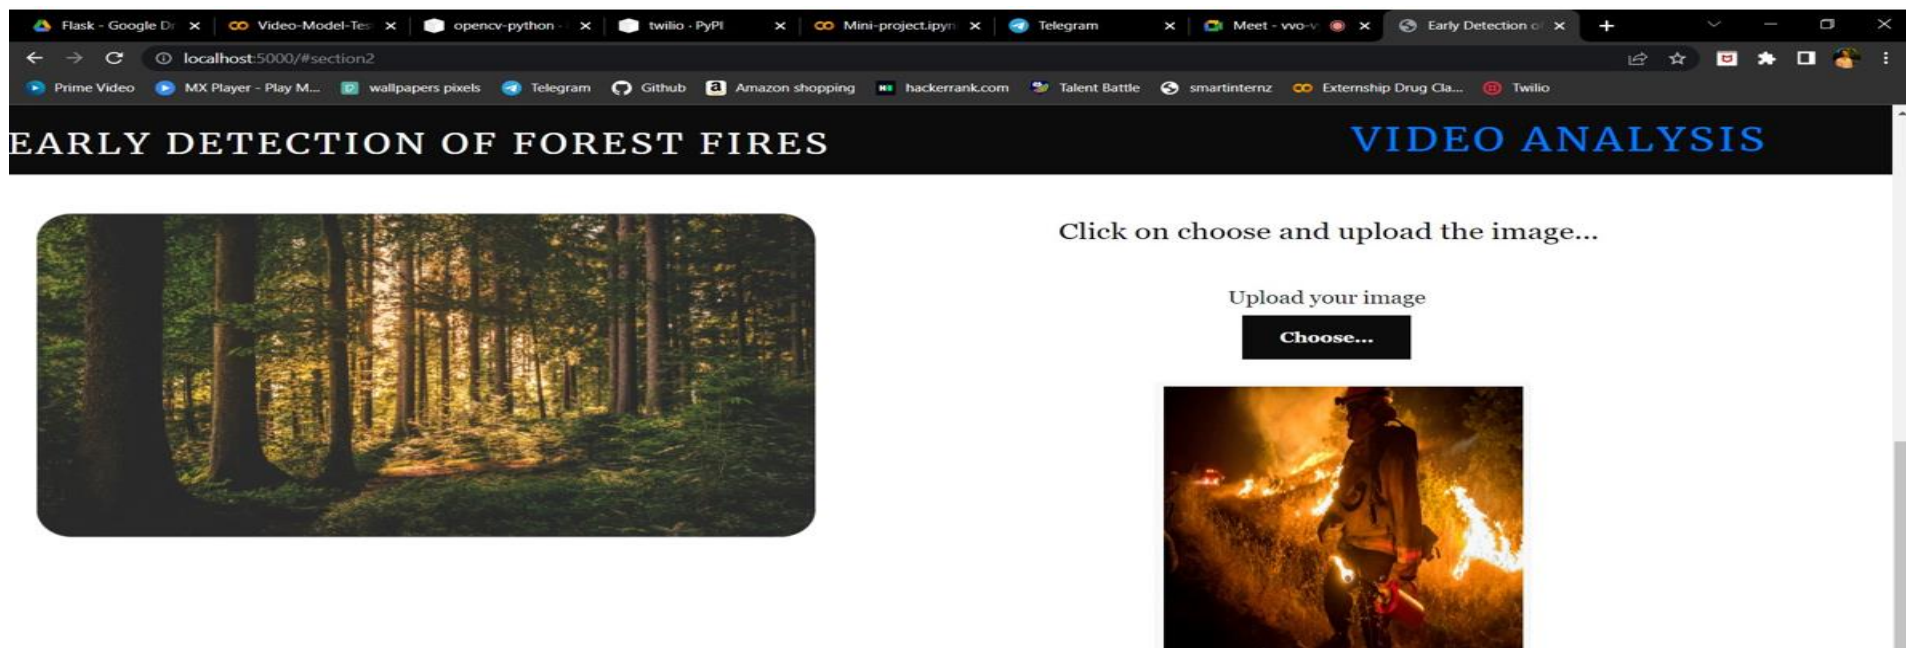 Flask - Google Dr
Video-Model-Tes
opencv-python -
twilio · PyPI
Mini-project.ipyn
Telegram
Meet - vvo-v
Early Detection of
localhost:5000/#section2
Prime Video
MX Player - Play M...
wallpapers pixels
Telegram
Github
Amazon shopping
hackerrank.com
Talent Battle
smartinternz
Externship Drug Cla...
Twilio
EARLY DETECTION OF FOREST FIRES
VIDEO ANALYSIS
Click on choose and upload the image...
Upload your image
Choose...